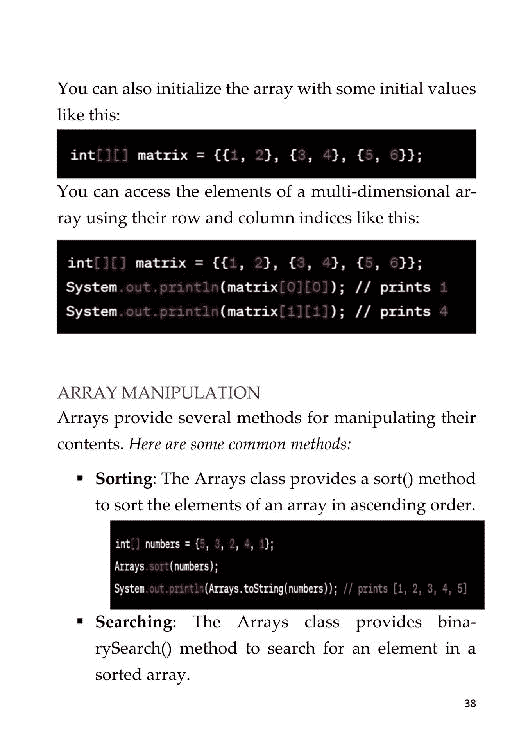 You can also initialize the array with some initial values
like this:
int[][] matrix = {{1, 2}, {3, 4}, {5, 6}};
You can access the elements of a multi-dimensional ar-
ray using their row and column indices like this:
int[][] matrix = {{1, 2}, {3, 4}, {5, 6}};
System.out.println(matrix[0][0]); // prints 1
System.out.println(matrix[1][1]); // prints 4
ARRAY MANIPULATION
Arrays provide several methods for manipulating their
contents. Here are some common methods:
▪ Sorting: The Arrays class provides a sort() method
to sort the elements of an array in ascending order.
int[] numbers = {5, 3, 2, 4, 1};
Arrays.sort(numbers);
System.out.println(Arrays.toString(numbers)); // prints [1, 2, 3, 4, 5]
▪ Searching: The Arrays class provides bina-
rySearch() method to search for an element in a
sorted array.
38